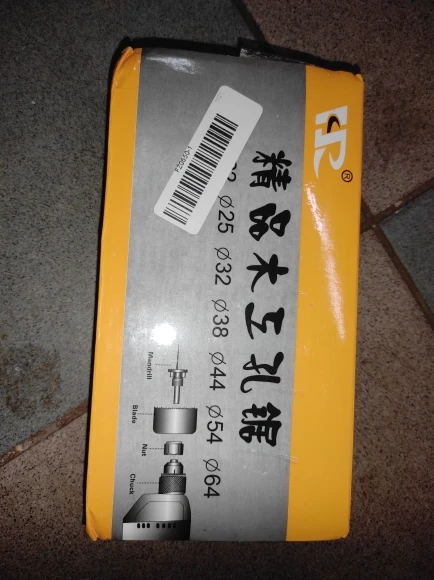 ®
精品木工孔锯
ø25 ø32 ø38 ø44 ø54 ø64
Mandrill
Blade
Nut
Chuck